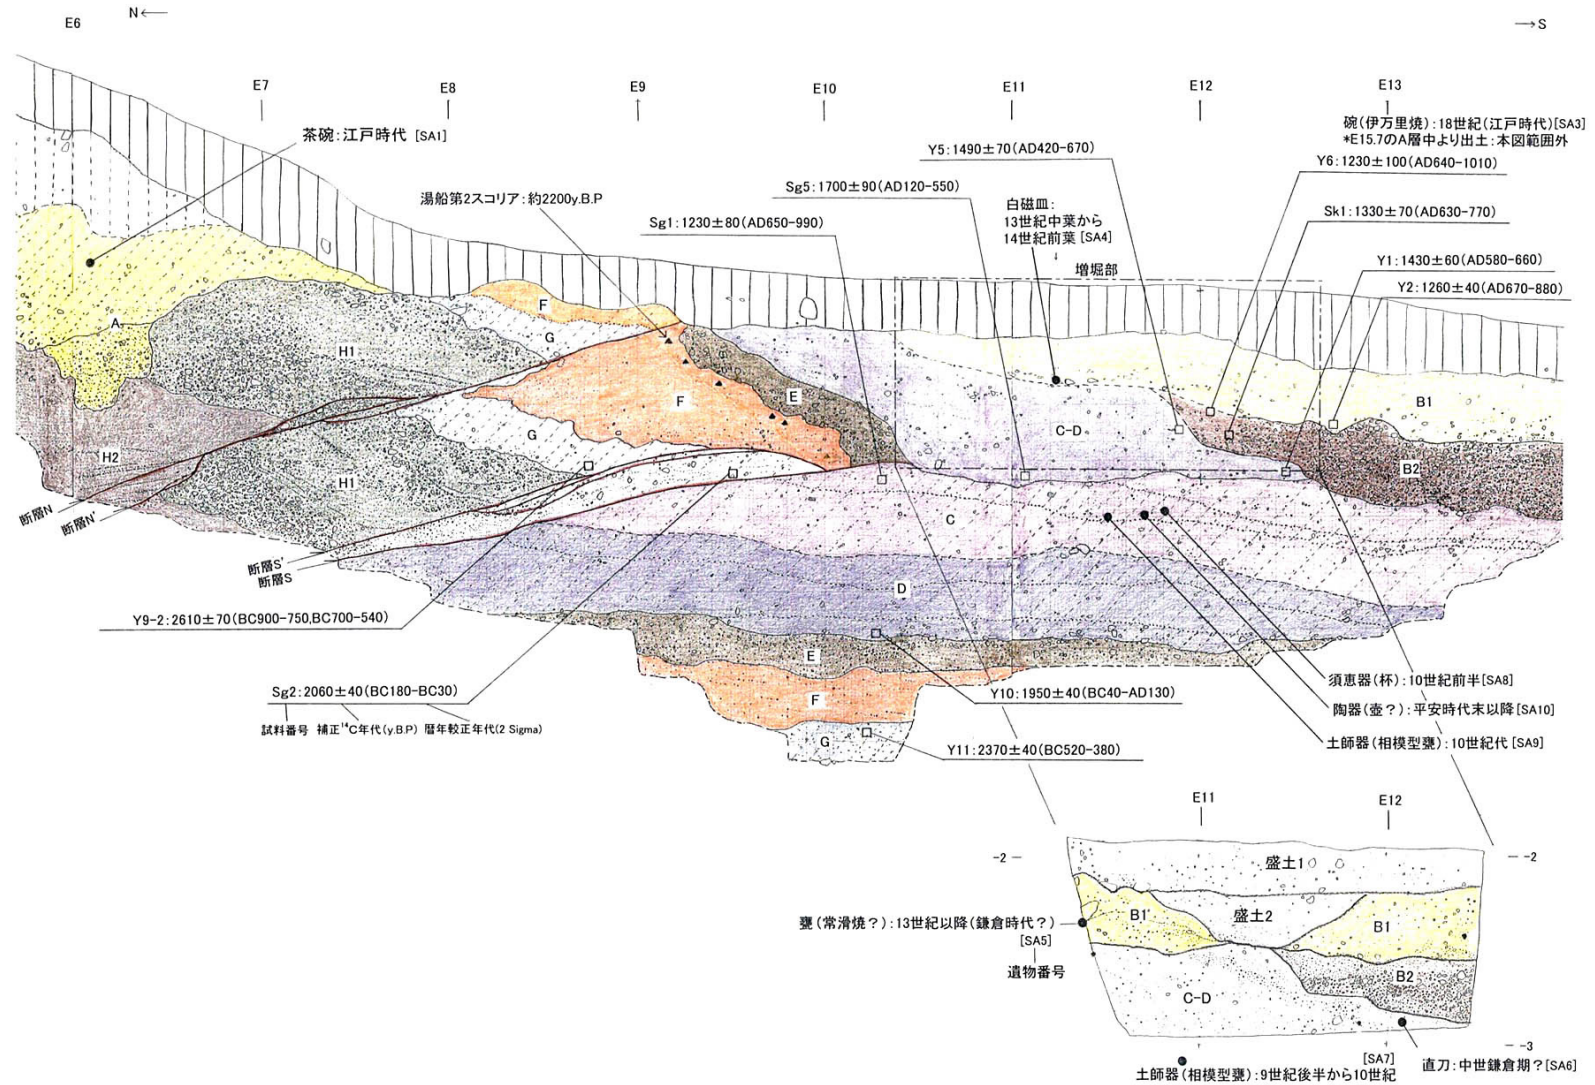 N←
→S
E6
E7
E8
E9
E10
E11
E12
E13
茶碗:江戸時代 [SA1]
湯船第2スコリア:約2200y.B.P
Sg1:1230±80(AD650-990)
Sg5:1700±90(AD120-550)
Y5:1490±70(AD420-670)
白磁皿:
13世紀中葉から
14世紀前葉 [SA4]
増堀部
碗(伊万里焼):18世紀(江戸時代)[SA3]
*E15.7のA層中より出土:本図範囲外
Y6:1230±100(AD640-1010)
Sk1:1330±70(AD630-770)
Y1:1430±60(AD580-660)
Y2:1260±40(AD670-880)
A
H1
F
G
F
E
C-D
B1
B2
H2
H1
G
C
D
E
F
G
断層N
断層N'
断層S'
断層S
Y9-2:2610±70(BC900-750,BC700-540)
Sg2:2060±40(BC180-BC30)
試料番号 補正¹⁴C年代(y.B.P) 暦年較正年代(2 Sigma)
Y10:1950±40(BC40-AD130)
Y11:2370±40(BC520-380)
須恵器(杯):10世紀前半[SA8]
陶器(壺?):平安時代末以降[SA10]
土師器(相模型甕):10世紀代[SA9]
E11
E12
-2
-2
盛土1
B1
盛土2
B1
B2
C-D
甕(常滑焼?):13世紀以降(鎌倉時代?)
[SA5]
遺物番号
-3
[SA7]
土師器(相模型甕):9世紀後半から10世紀
直刀:中世鎌倉期?[SA6]